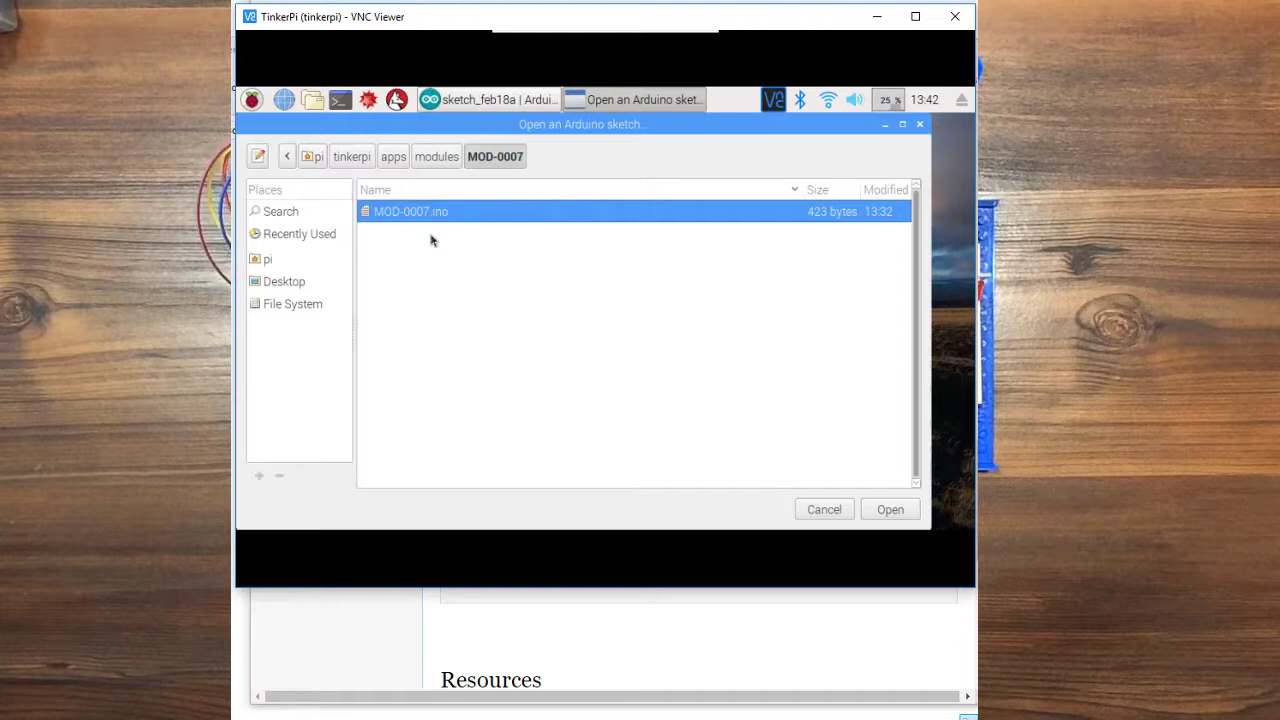 TinkerPi (tinkerpi) - VNC Viewer
sketch_feb18a | Ardui... Open an Arduino sket... 25 % 13:42
Open an Arduino sketch...
pi tinkerpi apps modules MOD-0007
Places Name Size Modified
Search MOD-0007.ino 423 bytes 13:32
Recently Used
pi
Desktop
File System
Cancel Open
Resources